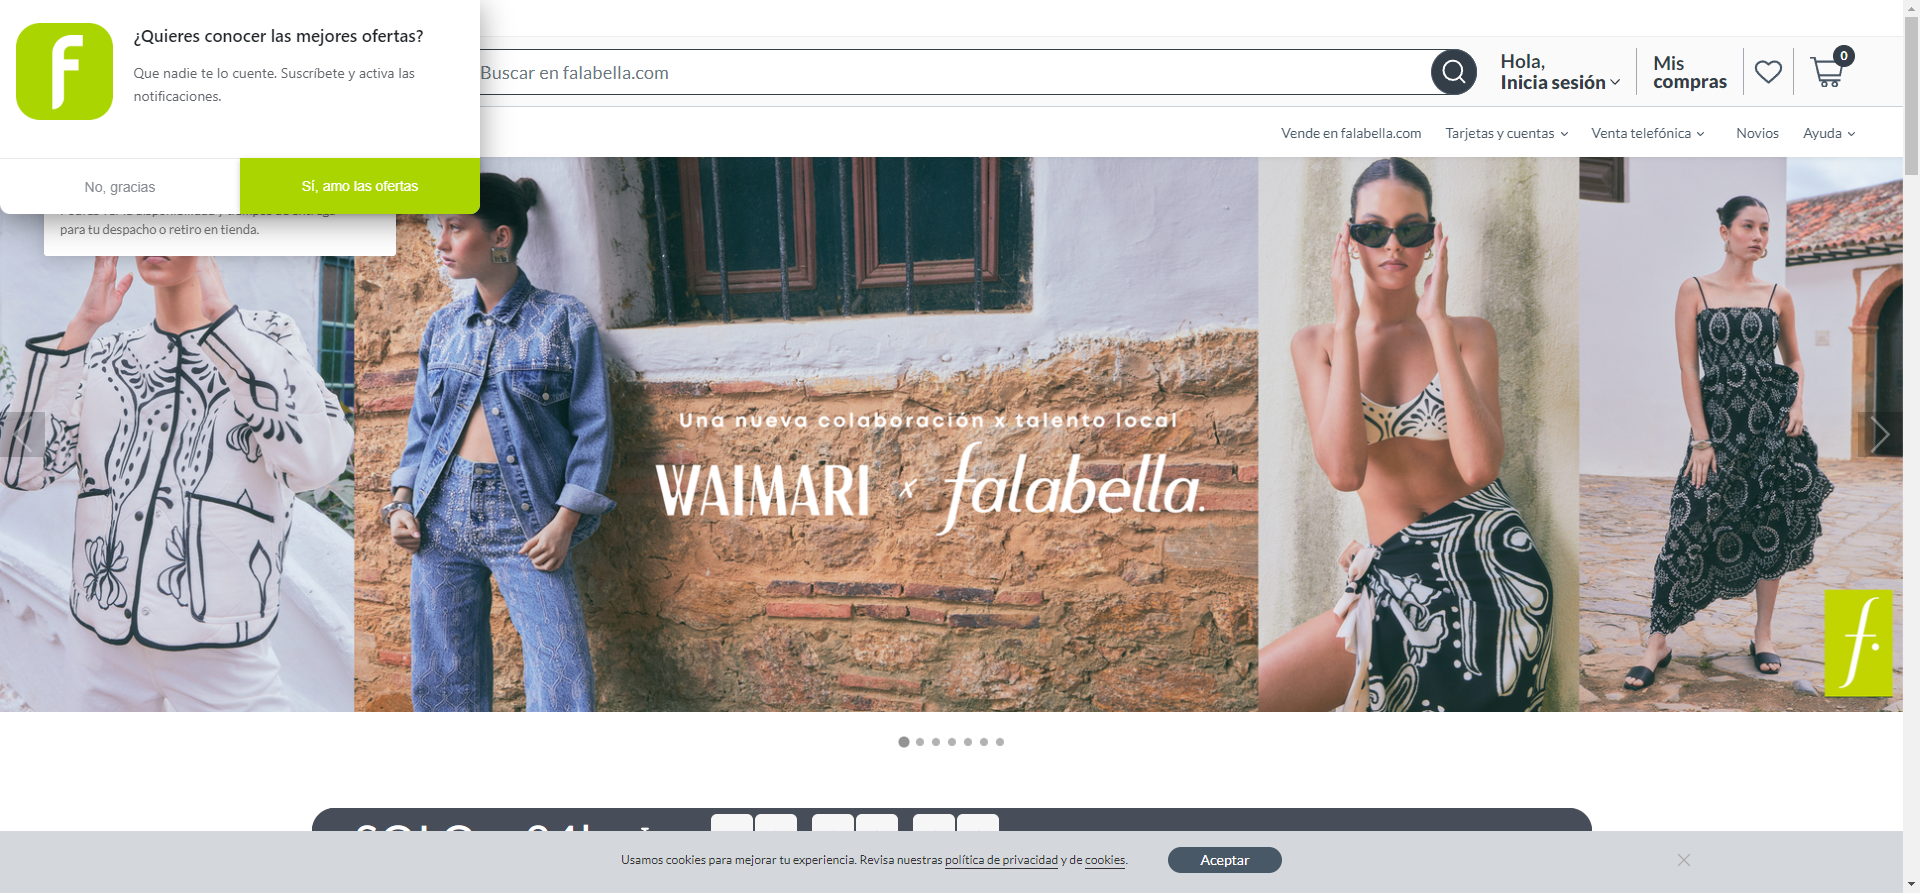 ¿Quieres conocer las mejores ofertas?
Que nadie te lo cuente. Suscríbete y activa las
notificaciones.
No, gracias
Sí, amo las ofertas
para tu despacho o retiro en tienda.
Buscar en falabella.com
Hola,
Inicia sesión
Mis
compras
0
Vende en falabella.com
Tarjetas y cuentas
Venta telefónica
Novios
Ayuda
Una nueva colaboración x talento local
WAIMARI x falabella.
f.
Usamos cookies para mejorar tu experiencia. Revisa nuestras política de privacidad y de cookies.
Aceptar